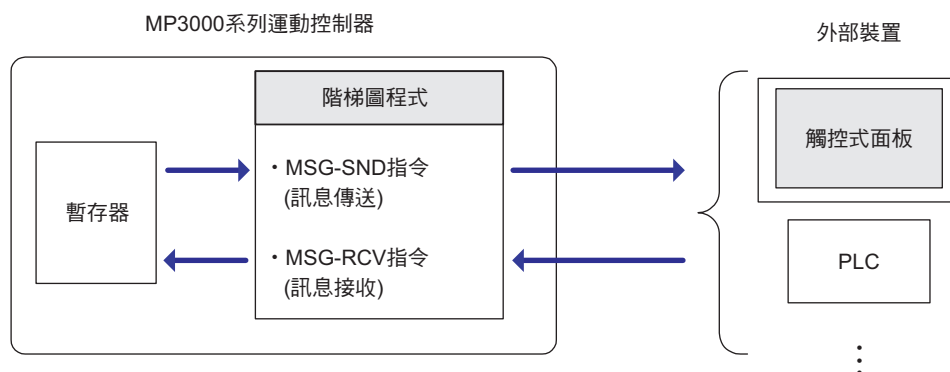 MP3000系列運動控制器
外部裝置
階梯圖程式
暫存器
・MSG-SND指令
(訊息傳送)
・MSG-RCV指令
(訊息接收)
觸控式面板
PLC